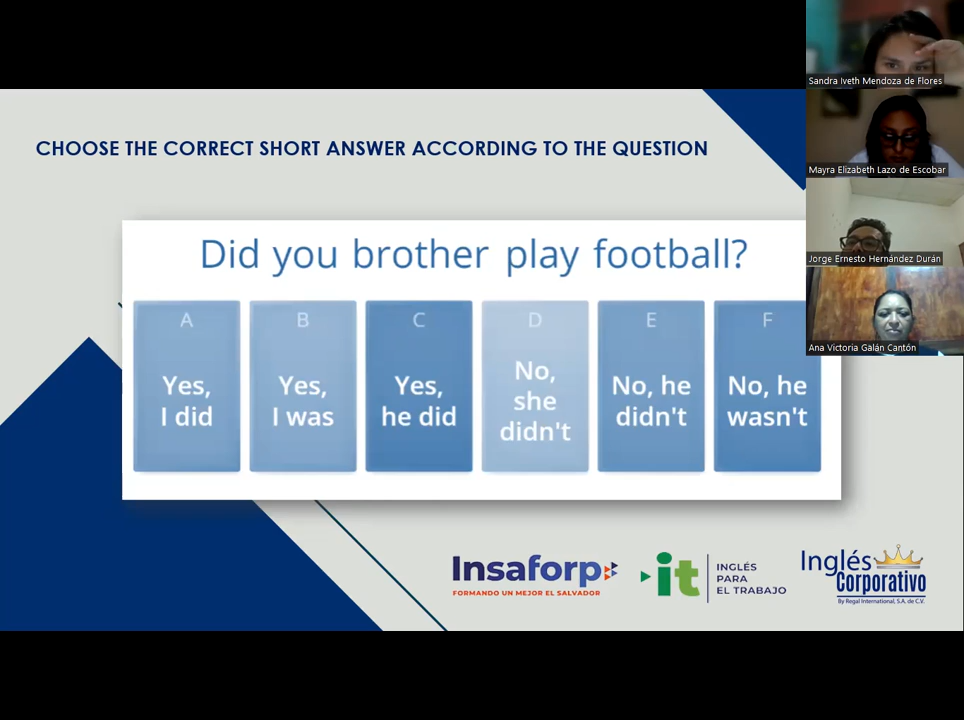 Sandra Iveth Mendoza de Flores
Mayra Elizabeth Lazo de Escobar
Jorge Ernesto Hernández Durán
Ana Victoria Galán Cantón
CHOOSE THE CORRECT SHORT ANSWER ACCORDING TO THE QUESTION
Did you brother play football?
A
Yes,
I did
B
Yes,
I was
C
Yes,
he did
D
No,
she
didn't
E
No, he
didn't
F
No, he
wasn't
Insaforp
FORMANDO UN MEJOR EL SALVADOR
it
INGLÉS
PARA
EL TRABAJO
Inglés
Corporativo
By Regal International, S.A. de C.V.